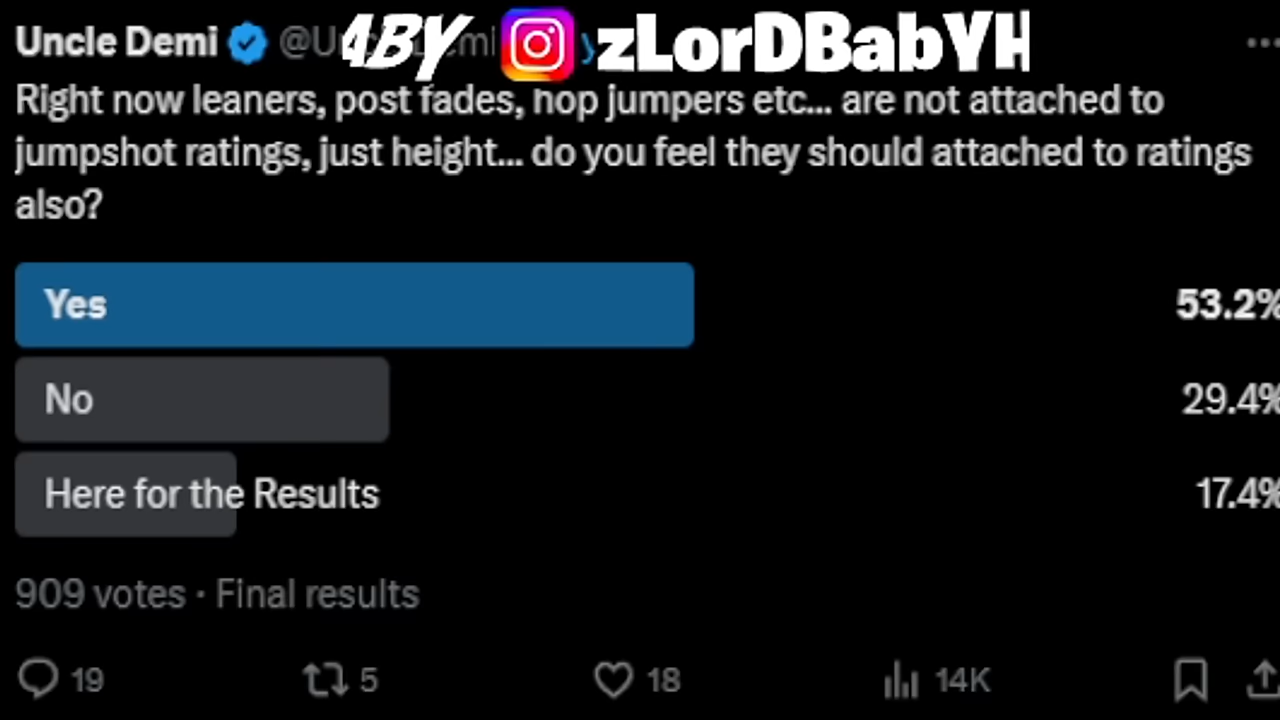 Uncle Demi
ABY zLorDBabYH
Right now leaners, post fades, hop jumpers etc... are not attached to
jumpshot ratings, just height... do you feel they should attached to ratings
also?
Yes 53.2%
No 29.4%
Here for the Results 17.4%
909 votes · Final results
19 5 18 14K